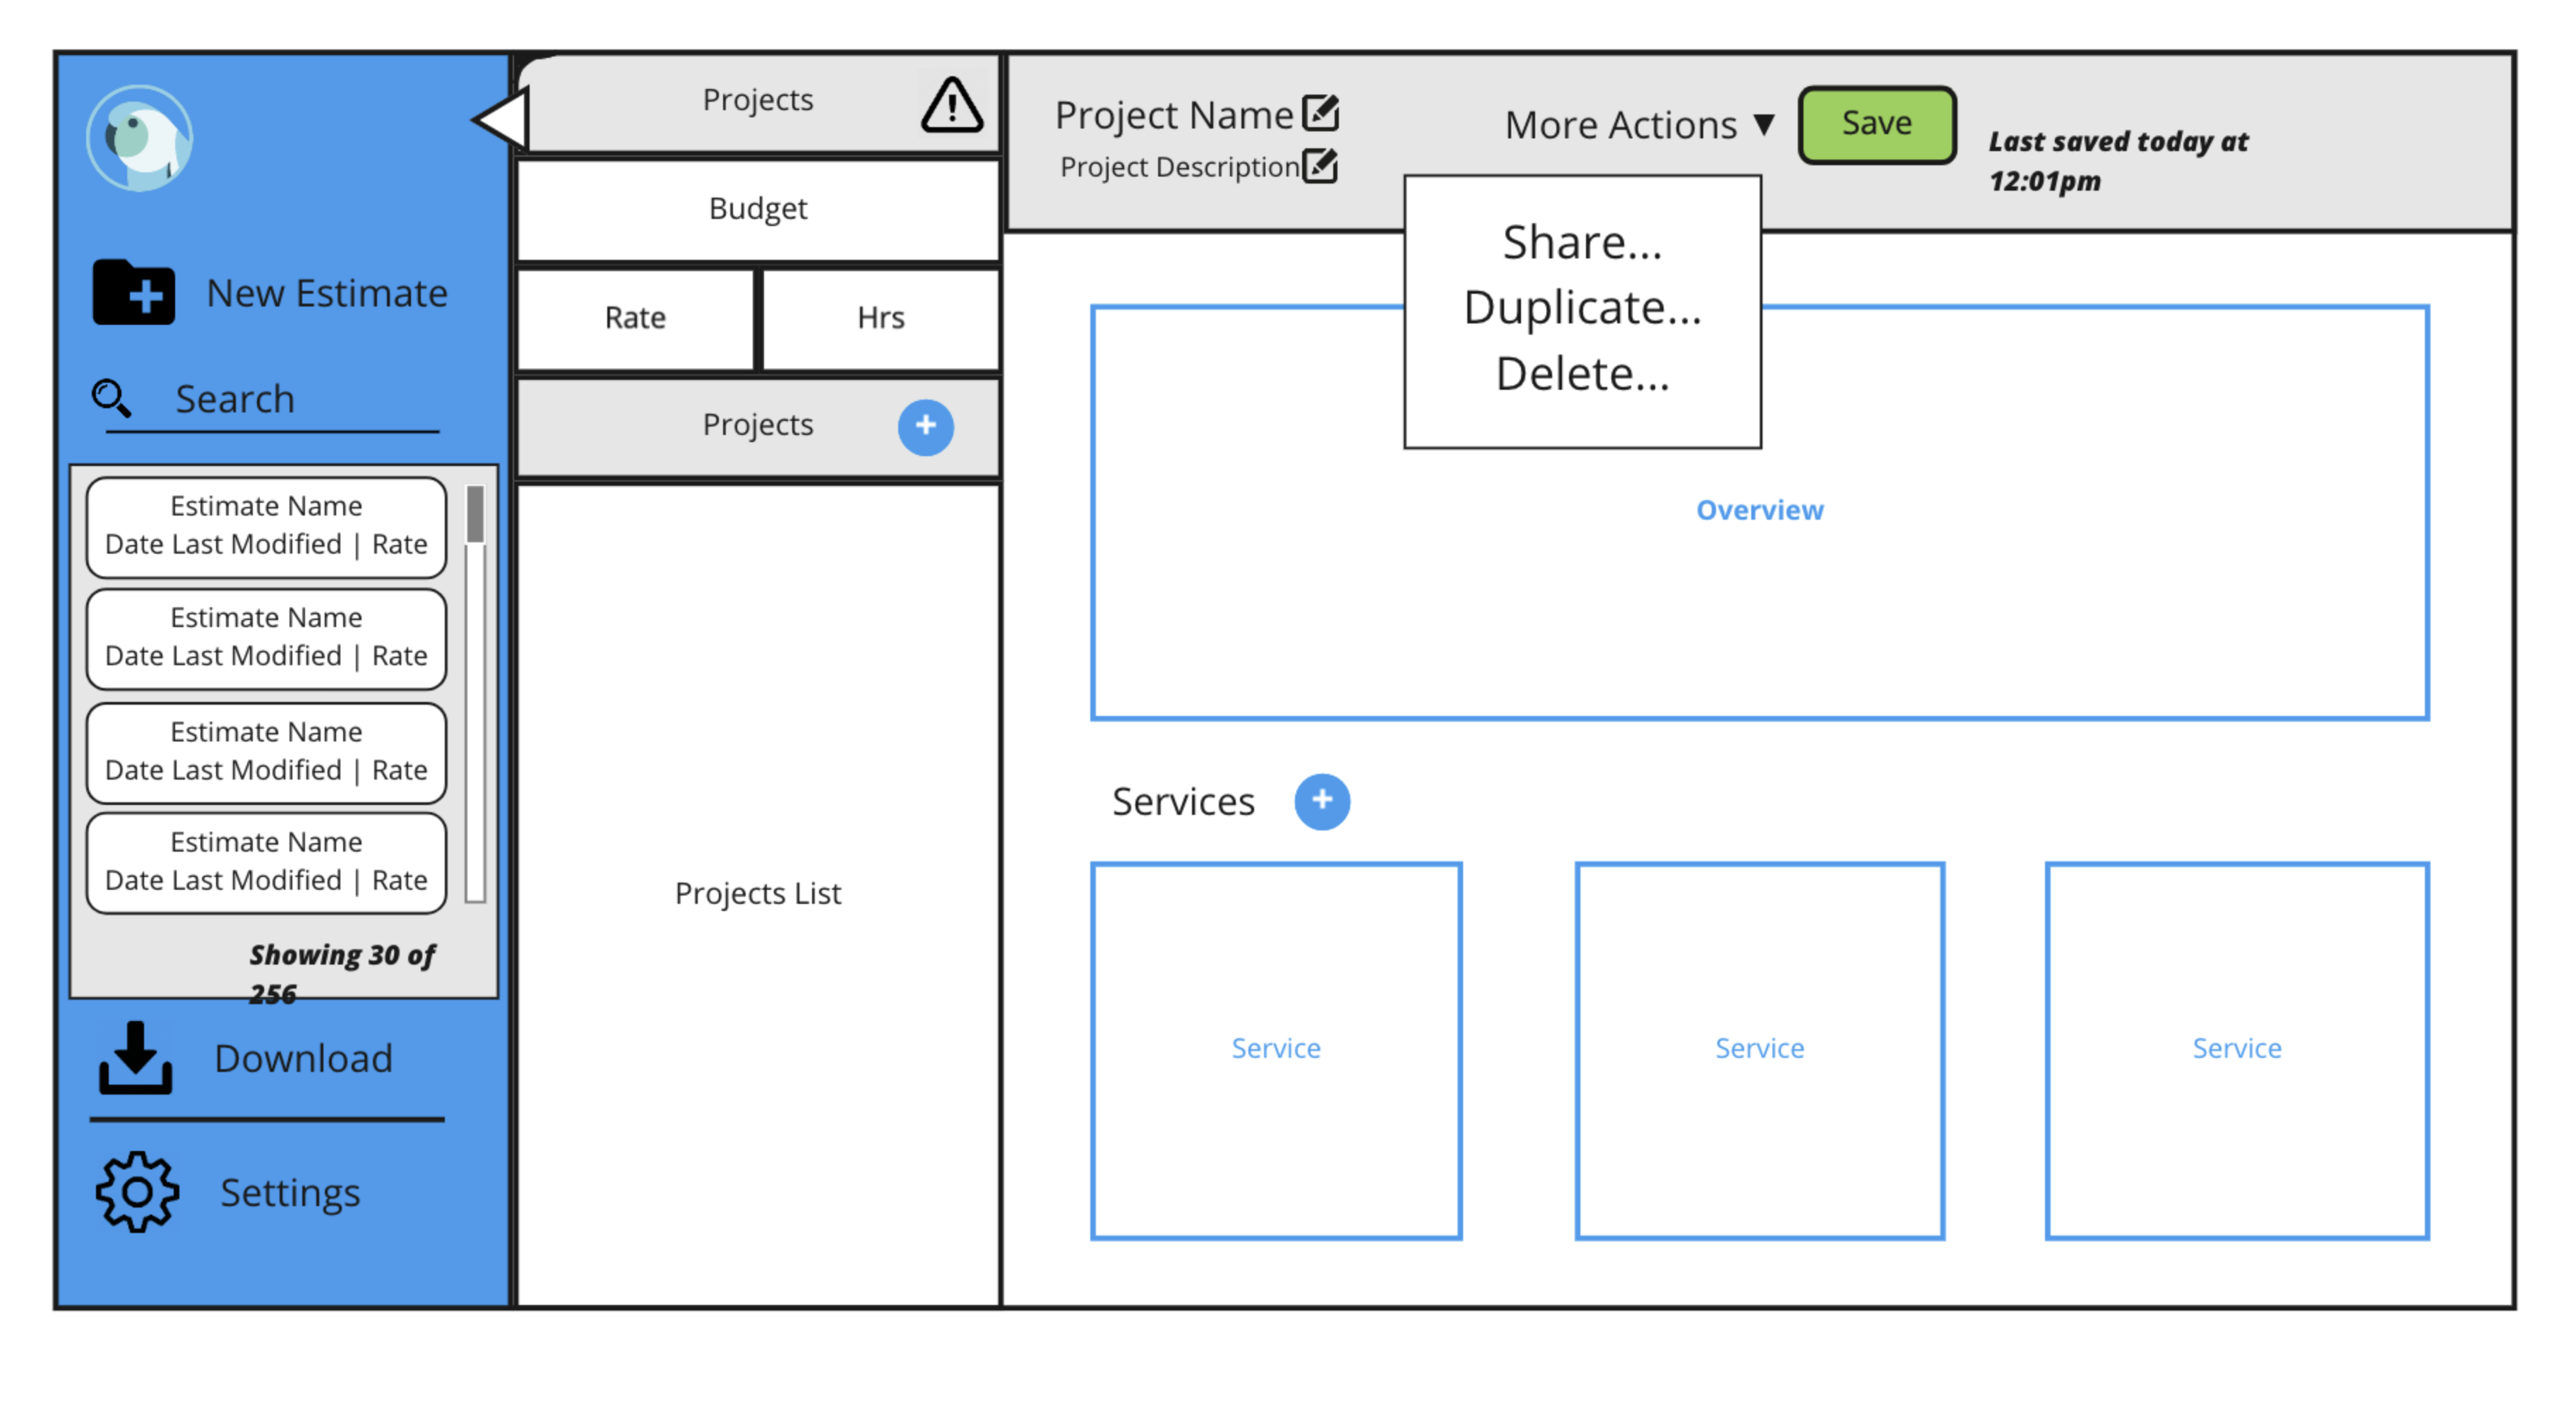 New Estimate
Search
Estimate Name
Date Last Modified | Rate
Estimate Name
Date Last Modified | Rate
Estimate Name
Date Last Modified | Rate
Estimate Name
Date Last Modified | Rate
Showing 30 of
256
Download
Settings
Projects
Budget
Rate
Hrs
Projects
Projects List
Project Name
Project Description
More Actions ▼
Save
Last saved today at
12:01pm
Share...
Duplicate...
Delete...
Overview
Services
Service
Service
Service